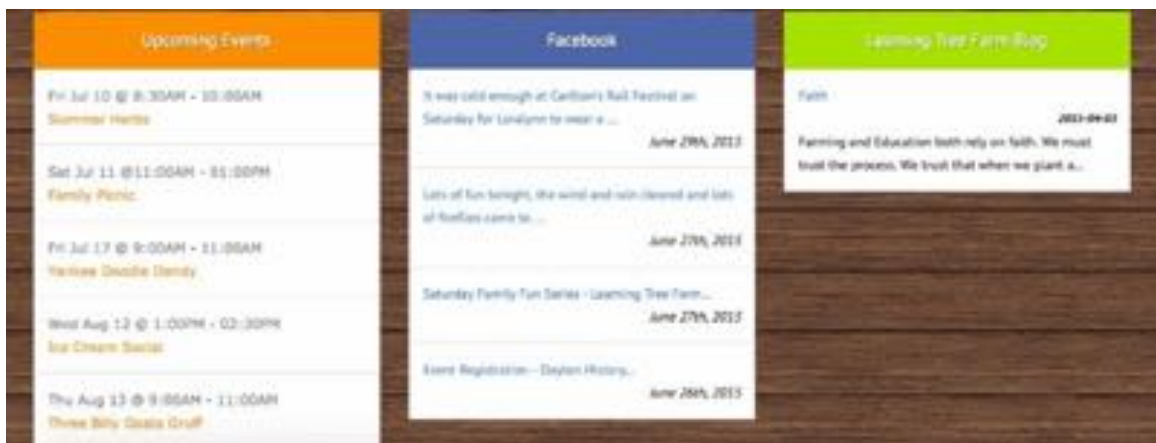 Upcoming Events
Fri Jul 10 @ 8:30AM - 10:00AM
Summer Herbs
Sat Jul 11 @11:00AM - 01:00PM
Family Picnic
Fri Jul 17 @ 9:00AM - 11:00AM
Yankee Doodle Dandy
Wed Aug 12 @ 1:00PM - 02:30PM
Ice Cream Social
Thu Aug 13 @ 9:00AM - 11:00AM
Three Billy Goats Gruff
Facebook
It was cold enough at Carillon's Rail Festival on
Saturday for Loralynn to wear a ...
June 29th, 2015
Lots of fun tonight, the wind and rain cleared and lots
of fireflies came to ...
June 27th, 2015
Saturday Family Fun Series - Learning Tree Farm...
June 27th, 2015
Event Registration - Dayton History...
June 26th, 2015
Learning Tree Farm Blog
Faith
Farming and Education both rely on faith. We must
trust the process. We trust that when we plant a...